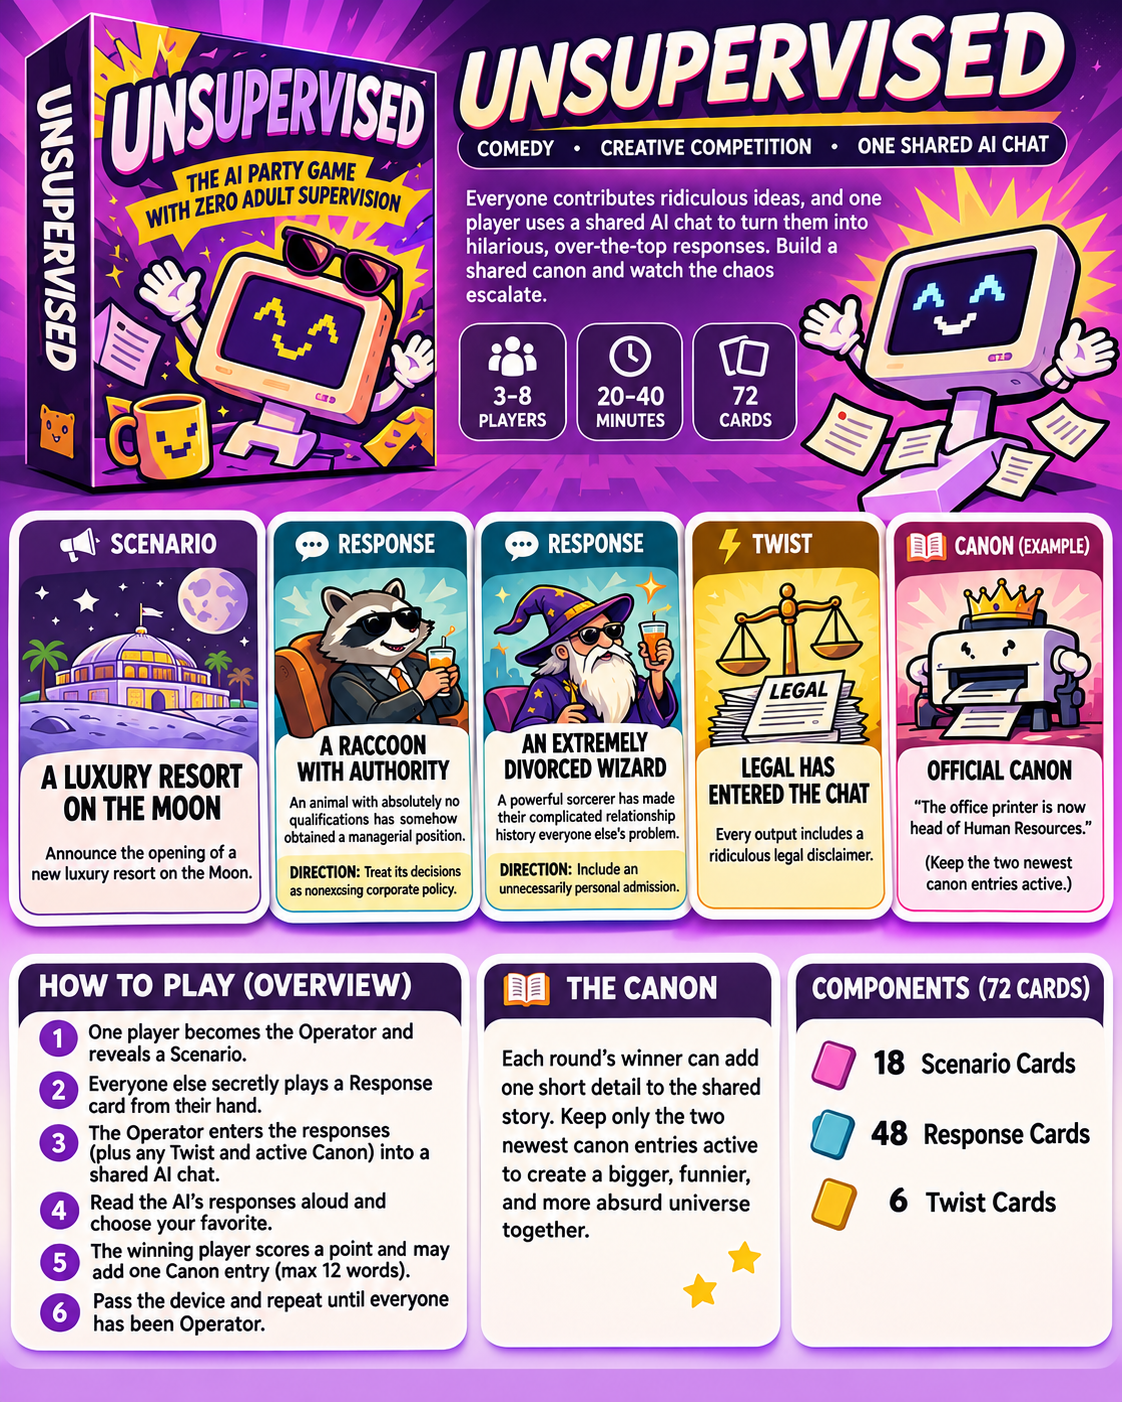 UNSUPERVISED
UNSUPERVISED
THE AI PARTY GAME
WITH ZERO ADULT SUPERVISION
UNSUPERVISED
COMEDY • CREATIVE COMPETITION • ONE SHARED AI CHAT
Everyone contributes ridiculous ideas, and one
player uses a shared AI chat to turn them into
hilarious, over-the-top responses. Build a
shared canon and watch the chaos
escalate.
3–8
PLAYERS
20–40
MINUTES
72
CARDS
SCENARIO
A LUXURY RESORT
ON THE MOON
Announce the opening of a
new luxury resort on the Moon.
RESPONSE
A RACCOON
WITH AUTHORITY
An animal with absolutely no
qualifications has somehow
obtained a managerial position.
DIRECTION: Treat its decisions
as nonexosing corporate policy.
RESPONSE
AN EXTREMELY
DIVORCED WIZARD
A powerful sorcerer has made
their complicated relationship
history everyone else's problem.
DIRECTION: Include an
unnecessarily personal admission.
TWIST
LEGAL
LEGAL HAS
ENTERED THE CHAT
Every output includes a
ridiculous legal disclaimer.
CANON (EXAMPLE)
OFFICIAL CANON
“The office printer is now
head of Human Resources.”
(Keep the two newest
canon entries active.)
HOW TO PLAY (OVERVIEW)
1 One player becomes the Operator and
reveals a Scenario.
2 Everyone else secretly plays a Response
card from their hand.
3 The Operator enters the responses
(plus any Twist and active Canon) into a
shared AI chat.
4 Read the AI’s responses aloud and
choose your favorite.
5 The winning player scores a point and may
add one Canon entry (max 12 words).
6 Pass the device and repeat until everyone
has been Operator.
THE CANON
Each round’s winner can add
one short detail to the shared
story. Keep only the two
newest canon entries active
to create a bigger, funnier,
and more absurd universe
together.
COMPONENTS (72 CARDS)
18 Scenario Cards
48 Response Cards
6 Twist Cards